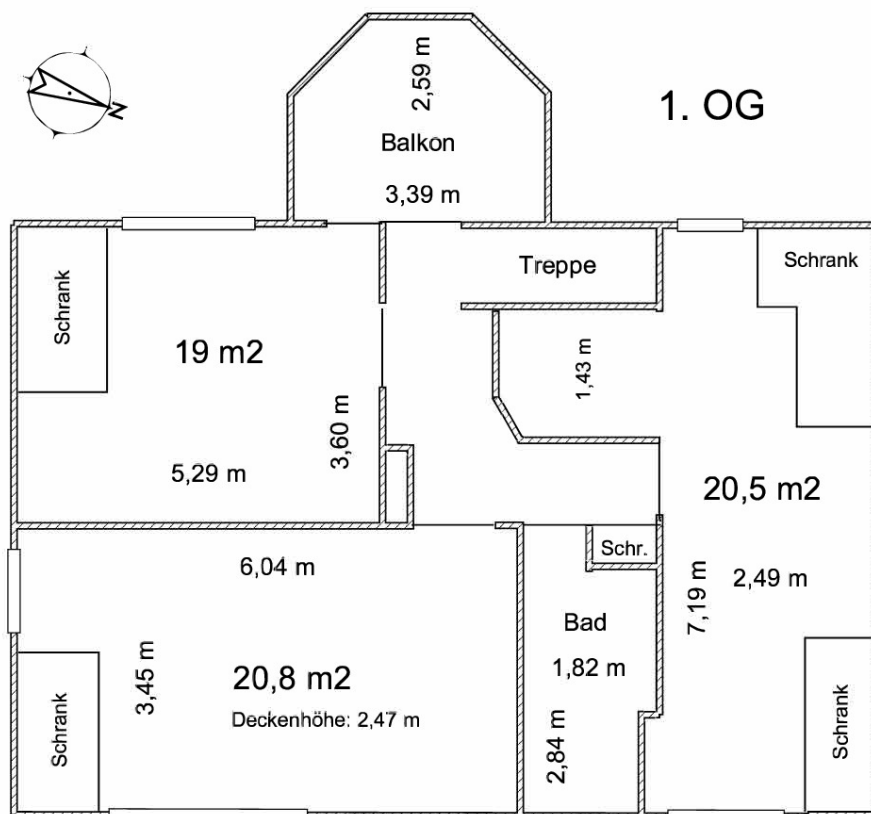 2,59 m
1. OG
N
Balkon
3,39 m
Treppe
Schrank
Schrank
19 m2
1,43 m
3,60 m
5,29 m
20,5 m2
Schr.
6,04 m
7,19 m
2,49 m
Bad
3,45 m
20,8 m2
1,82 m
Deckenhöhe: 2,47 m
Schrank
2,84 m
Schrank